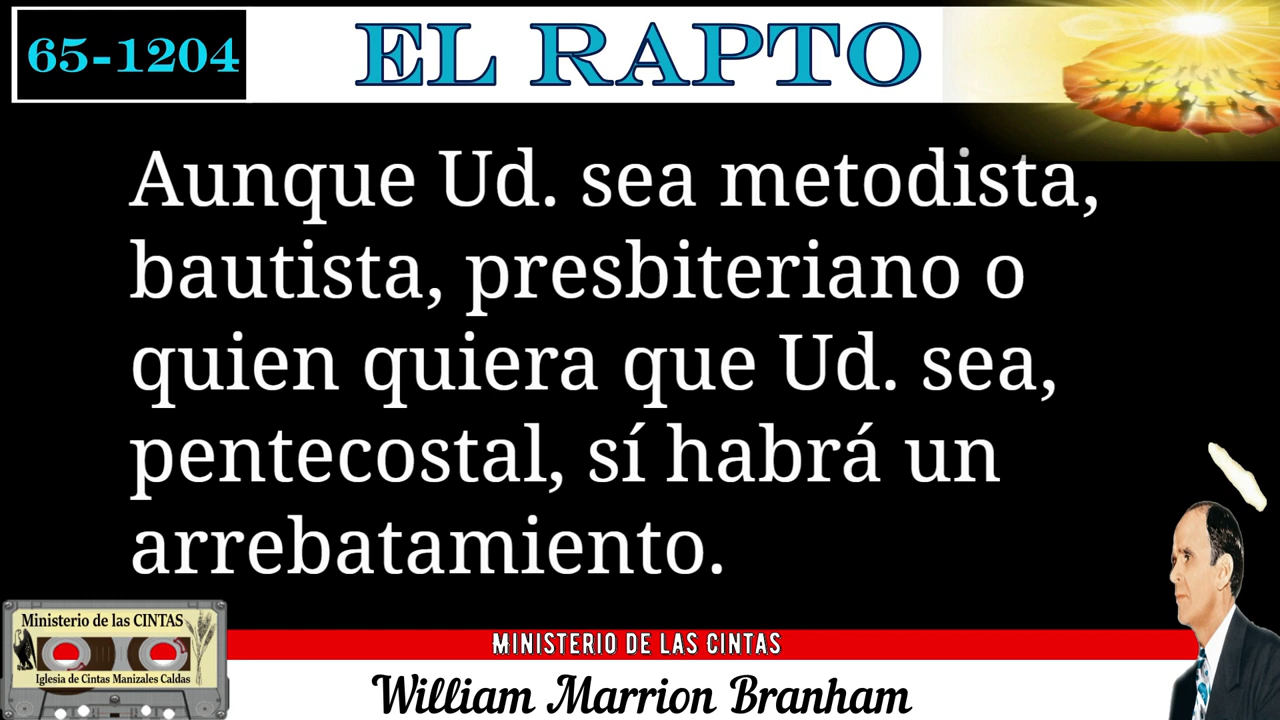 65-1204
EL RAPTO
Aunque Ud. sea metodista,
bautista, presbiteriano o
quien quiera que Ud. sea,
pentecostal, sí habrá un
arrebatamiento.
Ministerio de las CINTAS
Iglesia de Cintas Manizales Caldas
MINISTERIO DE LAS CINTAS
William Marrion Branham